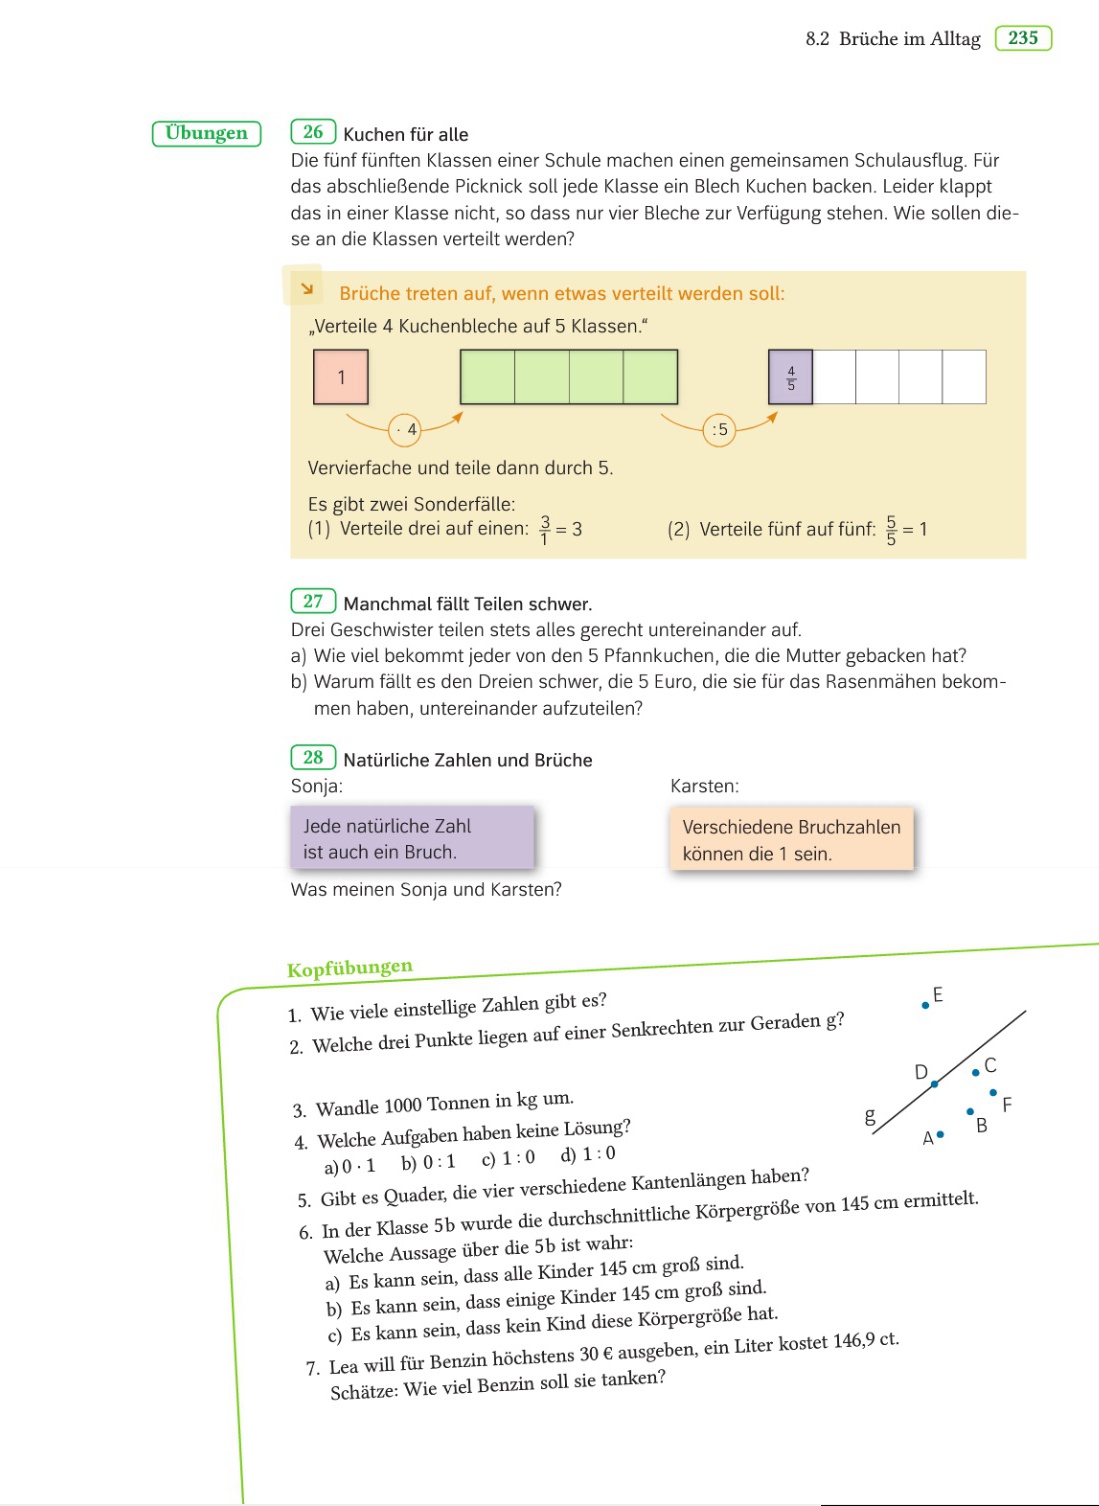 8.2 Brüche im Alltag 235
Übungen
26 Kuchen für alle
Die fünf fünften Klassen einer Schule machen einen gemeinsamen Schulausflug. Für
das abschließende Picknick soll jede Klasse ein Blech Kuchen backen. Leider klappt
das in einer Klasse nicht, so dass nur vier Bleche zur Verfügung stehen. Wie sollen die-
se an die Klassen verteilt werden?
Brüche treten auf, wenn etwas verteilt werden soll:
„Verteile 4 Kuchenbleche auf 5 Klassen.“
1 4/5
· 4 :5
Vervierfache und teile dann durch 5.
Es gibt zwei Sonderfälle:
(1) Verteile drei auf einen: 3/1 = 3 (2) Verteile fünf auf fünf: 5/5 = 1
27 Manchmal fällt Teilen schwer.
Drei Geschwister teilen stets alles gerecht untereinander auf.
a) Wie viel bekommt jeder von den 5 Pfannkuchen, die die Mutter gebacken hat?
b) Warum fällt es den Dreien schwer, die 5 Euro, die sie für das Rasenmähen bekom-
men haben, untereinander aufzuteilen?
28 Natürliche Zahlen und Brüche
Sonja: Karsten:
Jede natürliche Zahl
ist auch ein Bruch.
Verschiedene Bruchzahlen
können die 1 sein.
Was meinen Sonja und Karsten?
Kopfübungen
1. Wie viele einstellige Zahlen gibt es?
2. Welche drei Punkte liegen auf einer Senkrechten zur Geraden g?
E
D
C
F
g
B
A
3. Wandle 1000 Tonnen in kg um.
4. Welche Aufgaben haben keine Lösung?
a) 0 · 1 b) 0 : 1 c) 1 : 0 d) 1 : 0
5. Gibt es Quader, die vier verschiedene Kantenlängen haben?
6. In der Klasse 5b wurde die durchschnittliche Körpergröße von 145 cm ermittelt.
Welche Aussage über die 5b ist wahr:
a) Es kann sein, dass alle Kinder 145 cm groß sind.
b) Es kann sein, dass einige Kinder 145 cm groß sind.
c) Es kann sein, dass kein Kind diese Körpergröße hat.
7. Lea will für Benzin höchstens 30 € ausgeben, ein Liter kostet 146,9 ct.
Schätze: Wie viel Benzin soll sie tanken?